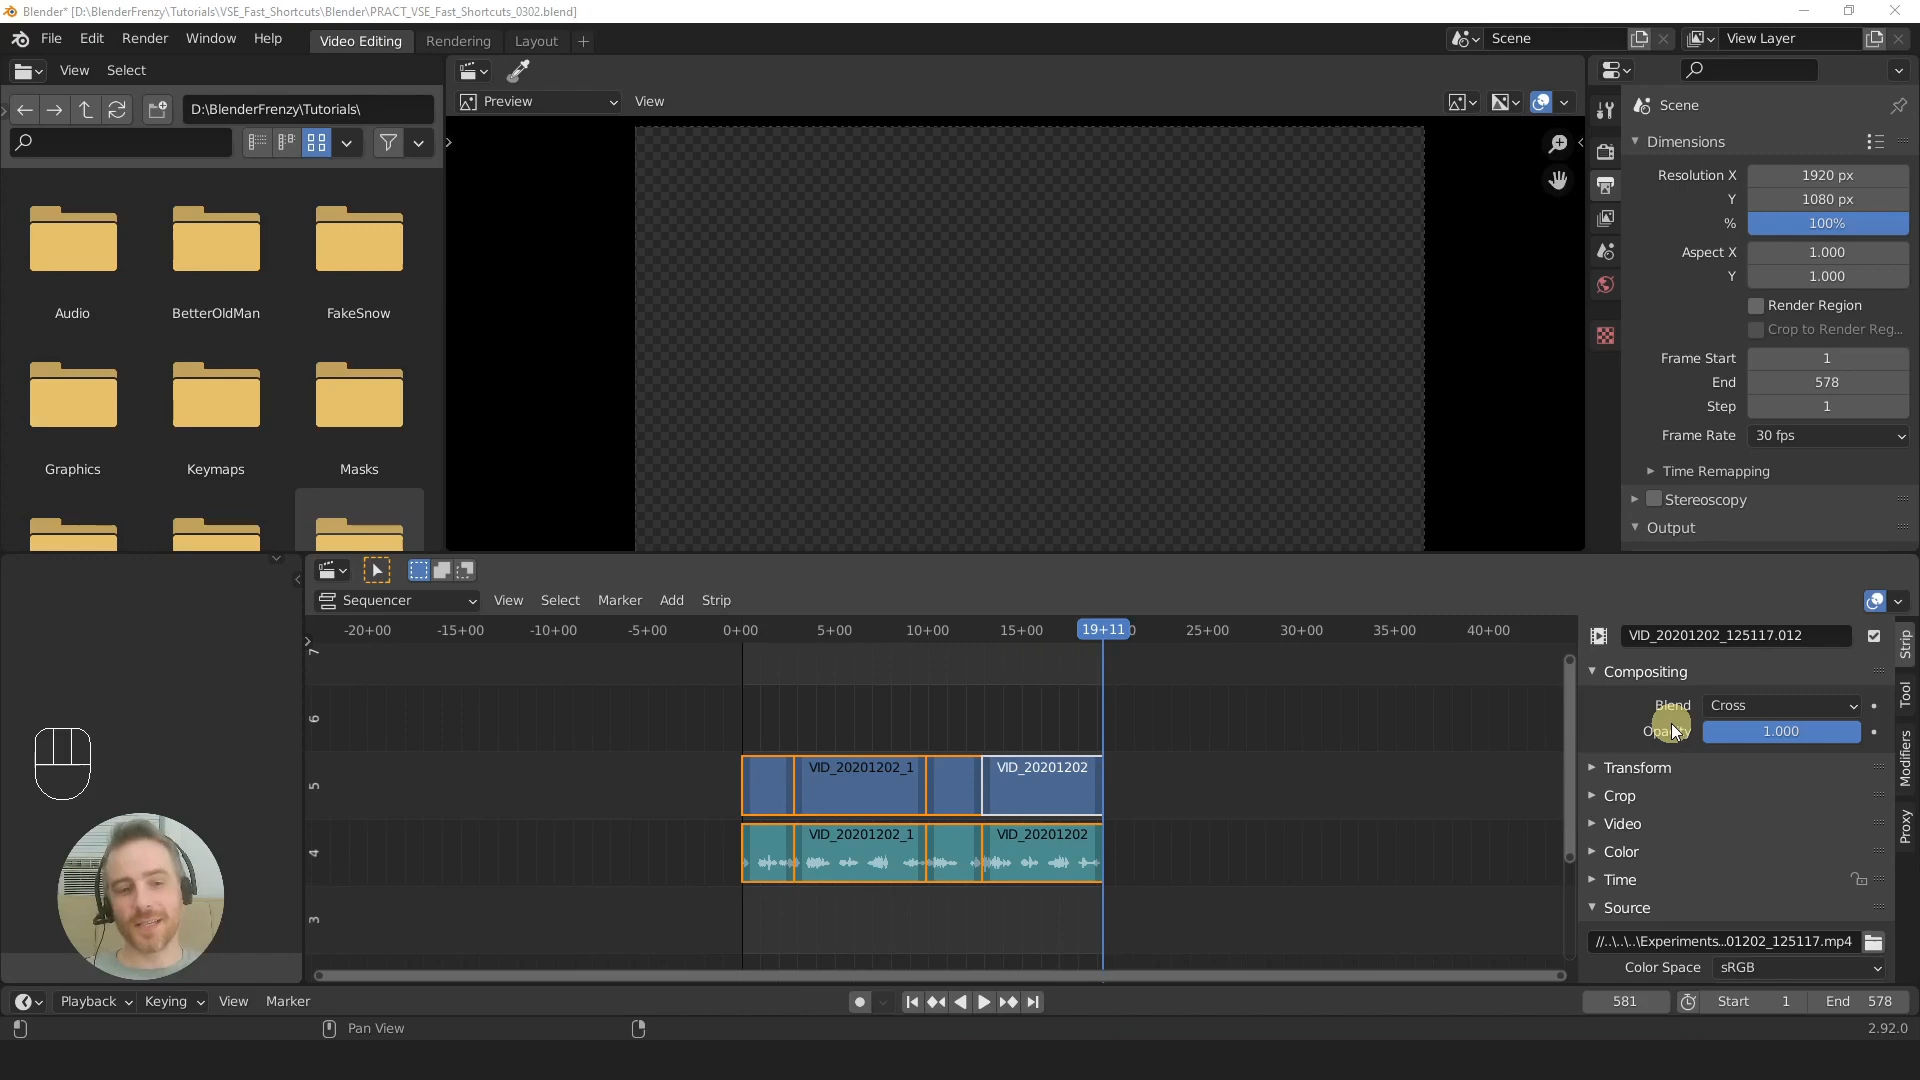 Blender* [D:\BlenderFrenzy\Tutorials\VSE_Fast_Shortcuts\Blender\PRACT_VSE_Fast_Shortcuts_0302.blend]
File Edit Render Window Help Video Editing Rendering Layout + Scene View Layer
View Select
D:\BlenderFrenzy\Tutorials\
Preview View
Scene
Dimensions
Resolution X 1920 px
Y 1080 px
% 100%
Aspect X 1.000
Y 1.000
Render Region
Crop to Render Reg...
Frame Start 1
End 578
Step 1
Frame Rate 30 fps
Time Remapping
Stereoscopy
Output
Audio BetterOldMan FakeSnow
Graphics Keymaps Masks
Sequencer View Select Marker Add Strip
-20+00 -15+00 -10+00 -5+00 0+00 5+00 10+00 15+00 19+11 25+00 30+00 35+00 40+00
7
6
5
4
3
VID_20201202_1 VID_20201202
VID_20201202_1 VID_20201202
VID_20201202_125117.012
Compositing
Blend Cross
1.000
Transform
Crop
Video
Color
Time
Source
//..\..\..\Experiments...01202_125117.mp4
Color Space sRGB
Strip
Tool
Modifiers
Proxy
Playback Keying View Marker
581 Start 1 End 578
Pan View
2.92.0